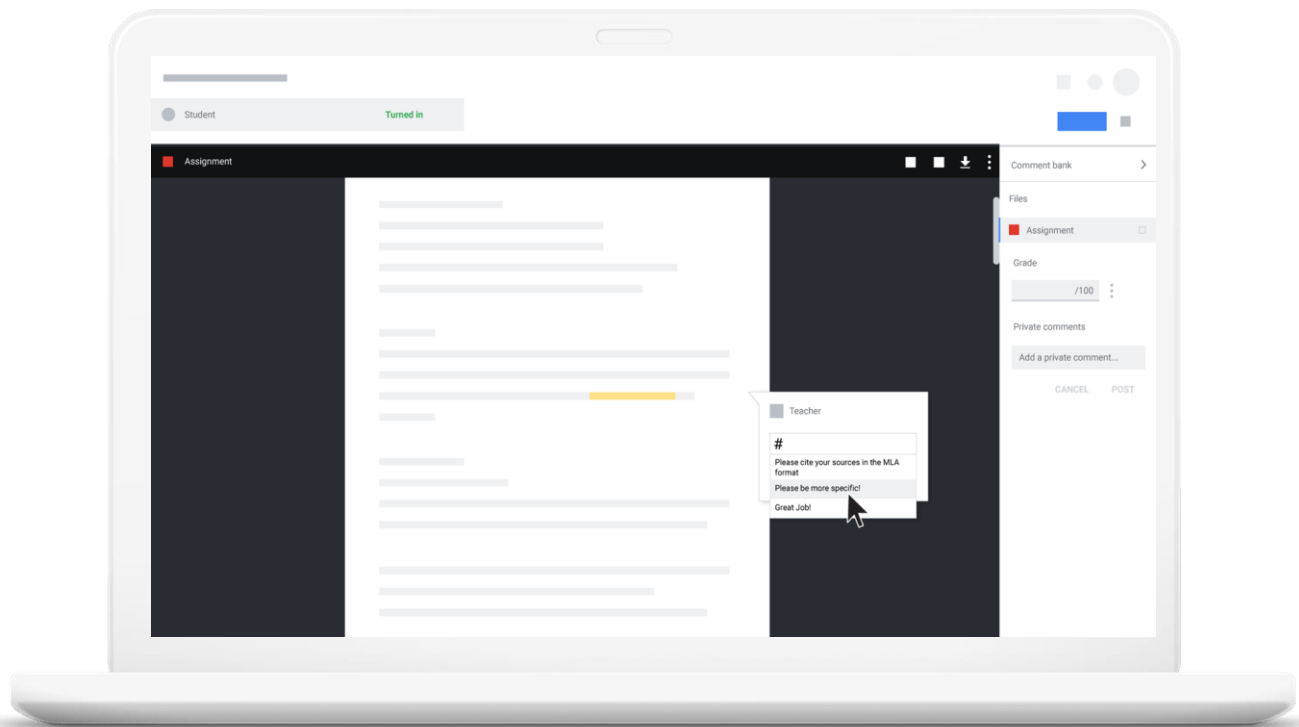 Student Turned in
Assignment
Comment bank
Files
Assignment
Grade
/100
Private comments
Add a private comment...
CANCEL POST
Teacher
#
Please cite your sources in the MLA
format
Please be more specific!
Great Job!